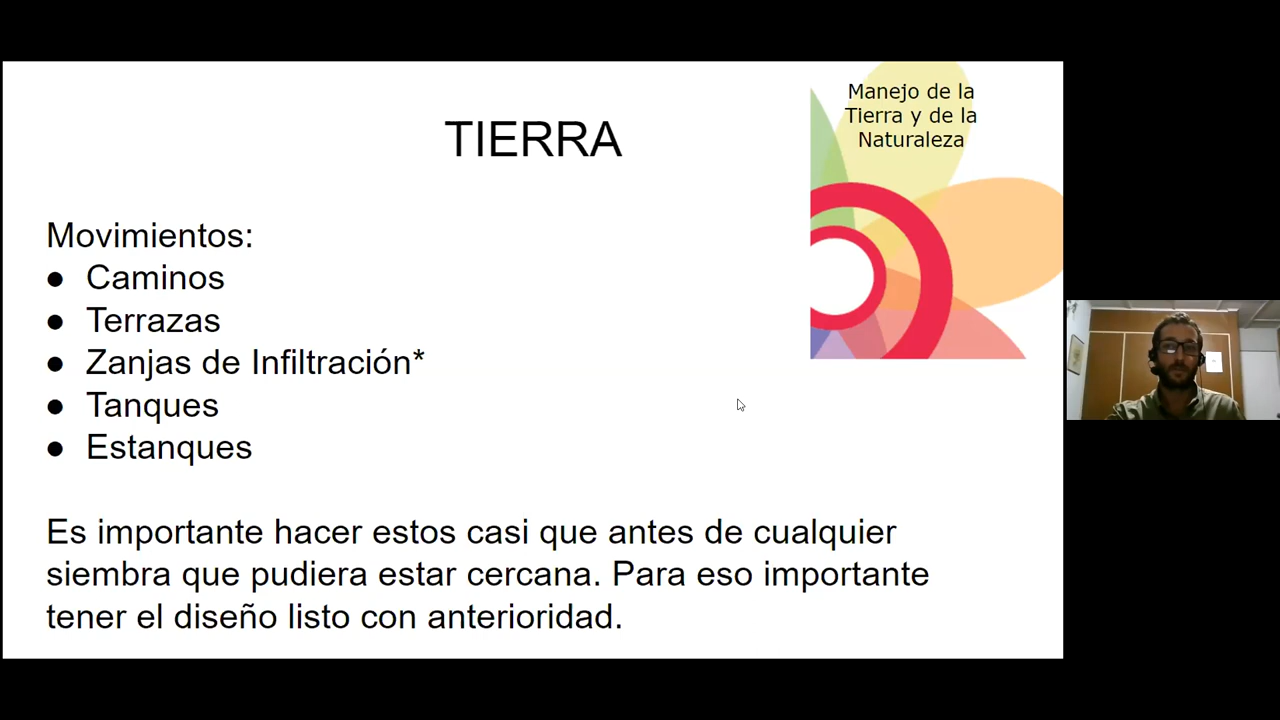 TIERRA
Manejo de la
Tierra y de la
Naturaleza
Movimientos:
● Caminos
● Terrazas
● Zanjas de Infiltración*
● Tanques
● Estanques
Es importante hacer estos casi que antes de cualquier
siembra que pudiera estar cercana. Para eso importante
tener el diseño listo con anterioridad.